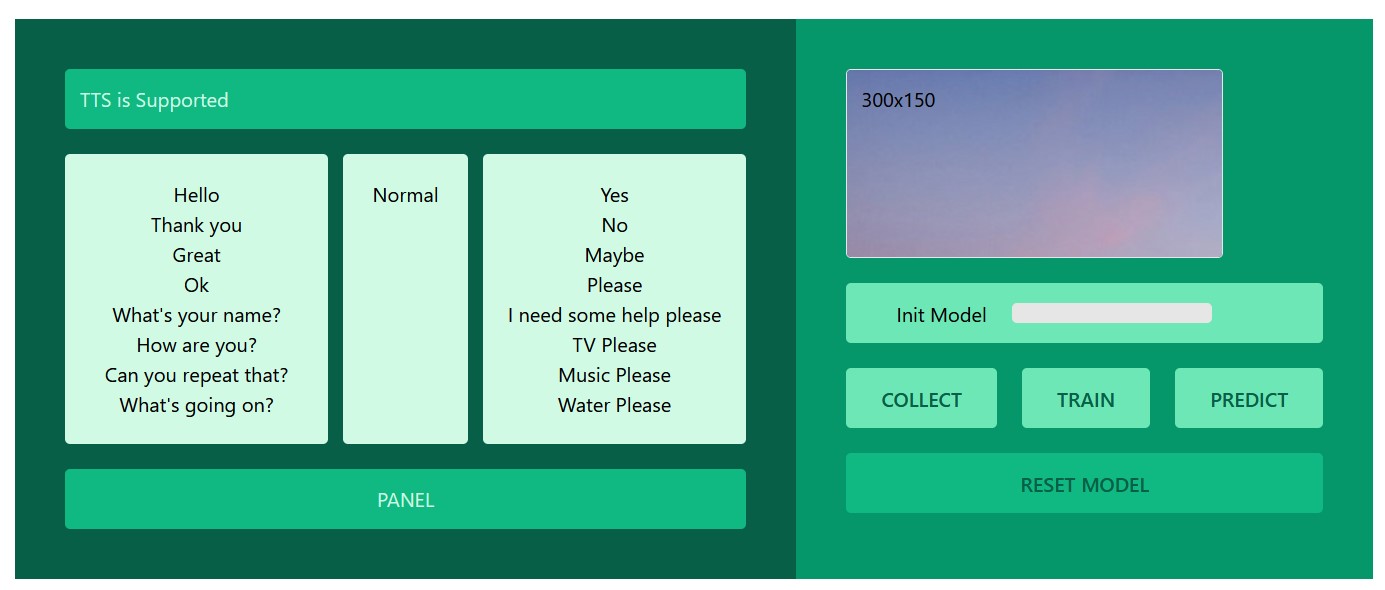 TTS is Supported
Hello
Thank you
Great
Ok
What's your name?
How are you?
Can you repeat that?
What's going on?
Normal
Yes
No
Maybe
Please
I need some help please
TV Please
Music Please
Water Please
PANEL
300x150
Init Model
COLLECT TRAIN PREDICT
RESET MODEL